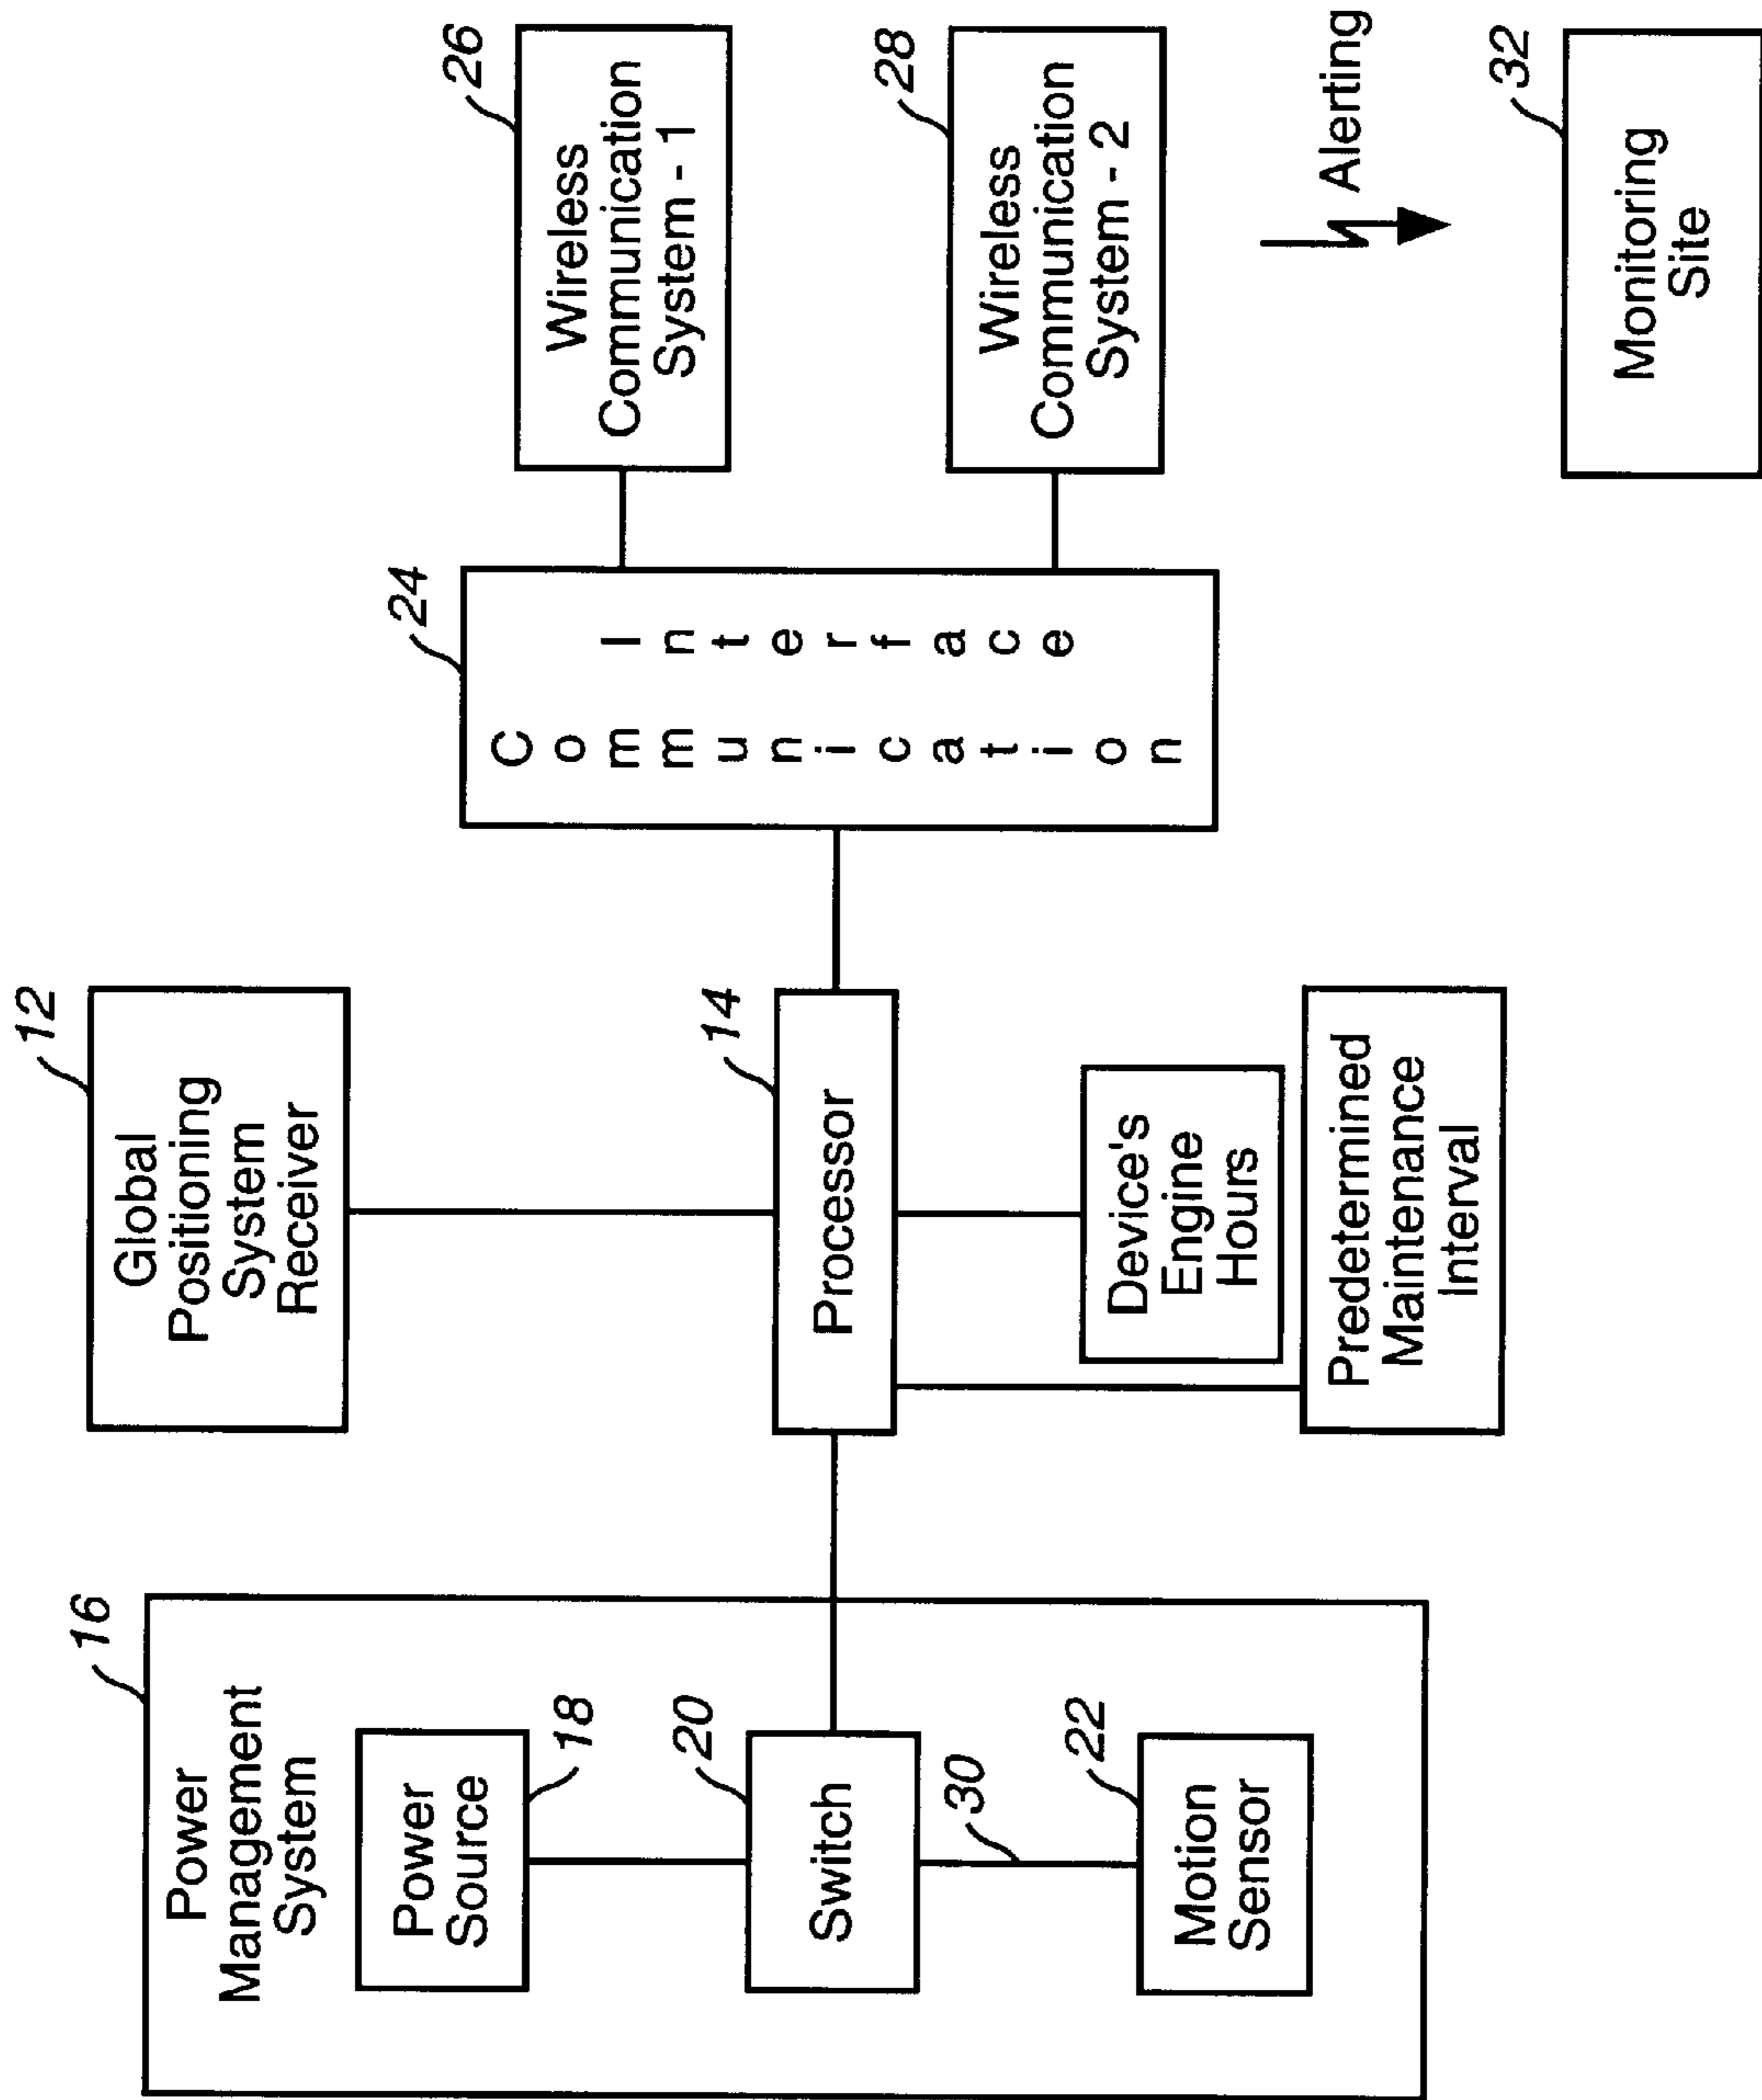 16
Power
Management
System
Power
Source
18
20
Switch
30
22
Motion
Sensor
12
Global
Positioning
System
Receiver
14
Processor
Device's
Engine
Hours
Predetermined
Maintenance
Interval
24
Communication
Interface
26
Wireless
Communication
System - 1
28
Wireless
Communication
System - 2
Alerting
32
Monitoring
Site